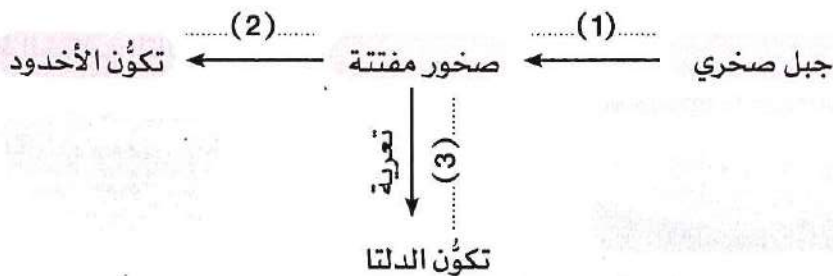 ......(1)...... ......(2)......
جبل صخري صخور مفتتة تكوُّن الأخدود
تعرية ......(3)......
تكوُّن الدلتا